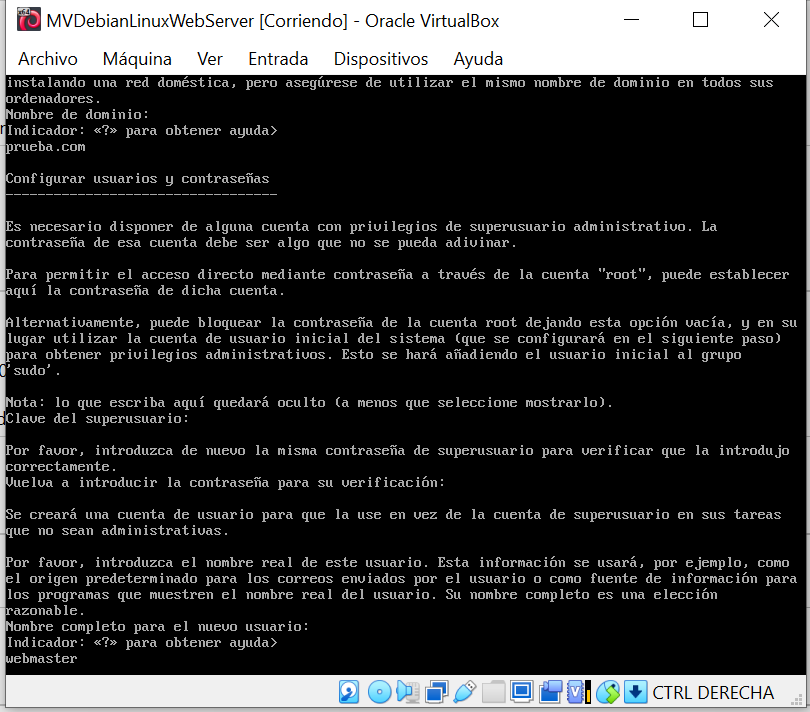 MVDebianLinuxWebServer [Corriendo] - Oracle VirtualBox
Archivo Máquina Ver Entrada Dispositivos Ayuda
instalando una red doméstica, pero asegúrese de utilizar el mismo nombre de dominio en todos sus
ordenadores.
Nombre de dominio:
Indicador: «?» para obtener ayuda>
prueba.com
Configurar usuarios y contraseñas
----------------------------------
Es necesario disponer de alguna cuenta con privilegios de superusuario administrativo. La
contraseña de esa cuenta debe ser algo que no se pueda adivinar.
Para permitir el acceso directo mediante contraseña a través de la cuenta "root", puede establecer
aquí la contraseña de dicha cuenta.
Alternativamente, puede bloquear la contraseña de la cuenta root dejando esta opción vacía, y en su
lugar utilizar la cuenta de usuario inicial del sistema (que se configurará en el siguiente paso)
para obtener privilegios administrativos. Esto se hará añadiendo el usuario inicial al grupo
'sudo'.
Nota: lo que escriba aquí quedará oculto (a menos que seleccione mostrarlo).
Clave del superusuario:
Por favor, introduzca de nuevo la misma contraseña de superusuario para verificar que la introdujo
correctamente.
Vuelva a introducir la contraseña para su verificación:
Se creará una cuenta de usuario para que la use en vez de la cuenta de superusuario en sus tareas
que no sean administrativas.
Por favor, introduzca el nombre real de este usuario. Esta información se usará, por ejemplo, como
el origen predeterminado para los correos enviados por el usuario o como fuente de información para
los programas que muestren el nombre real del usuario. Su nombre completo es una elección
razonable.
Nombre completo para el nuevo usuario:
Indicador: «?» para obtener ayuda>
webmaster
CTRL DERECHA